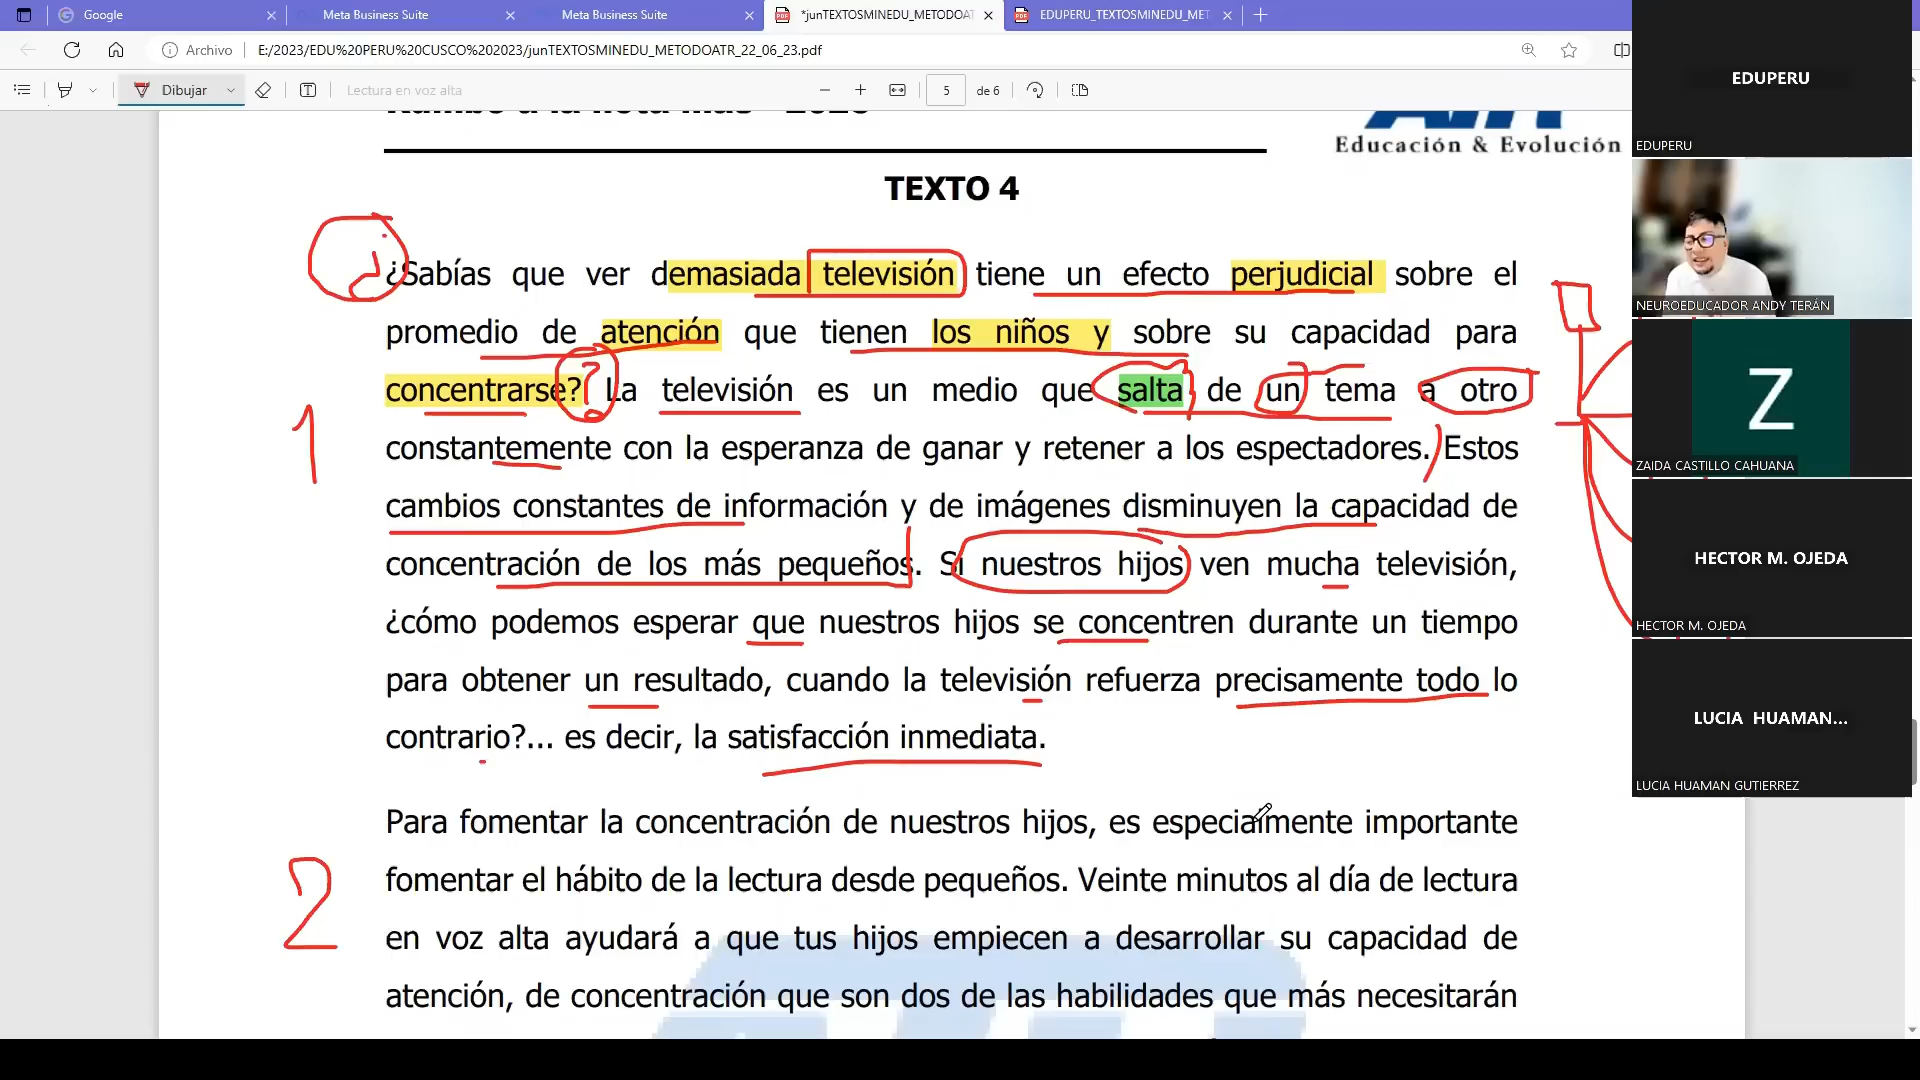 Google
Meta Business Suite
Meta Business Suite
*junTEXTOSMINEDU_METODOAT
EDUPERU_TEXTOSMINEDU_MET
Archivo
E:/2023/EDU%20PERU%20CUSCO%202023/junTEXTOSMINEDU_METODOATR_22_06_23.pdf
Dibujar
Lectura en voz alta
5
de 6
Educación & Evolución
TEXTO 4
¿Sabías que ver demasiada televisión tiene un efecto perjudicial sobre el
promedio de atención que tienen los niños y sobre su capacidad para
concentrarse? La televisión es un medio que salta de un tema a otro
constantemente con la esperanza de ganar y retener a los espectadores. Estos
cambios constantes de información y de imágenes disminuyen la capacidad de
concentración de los más pequeños. Si nuestros hijos ven mucha televisión,
¿cómo podemos esperar que nuestros hijos se concentren durante un tiempo
para obtener un resultado, cuando la televisión refuerza precisamente todo lo
contrario?... es decir, la satisfacción inmediata.
1
Para fomentar la concentración de nuestros hijos, es especialmente importante
fomentar el hábito de la lectura desde pequeños. Veinte minutos al día de lectura
en voz alta ayudará a que tus hijos empiecen a desarrollar su capacidad de
atención, de concentración que son dos de las habilidades que más necesitarán
2
EDUPERU
EDUPERU
NEUROEDUCADOR ANDY TERÁN
Z
ZAIDA CASTILLO CAHUANA
HECTOR M. OJEDA
HECTOR M. OJEDA
LUCIA HUAMAN...
LUCIA HUAMAN GUTIERREZ